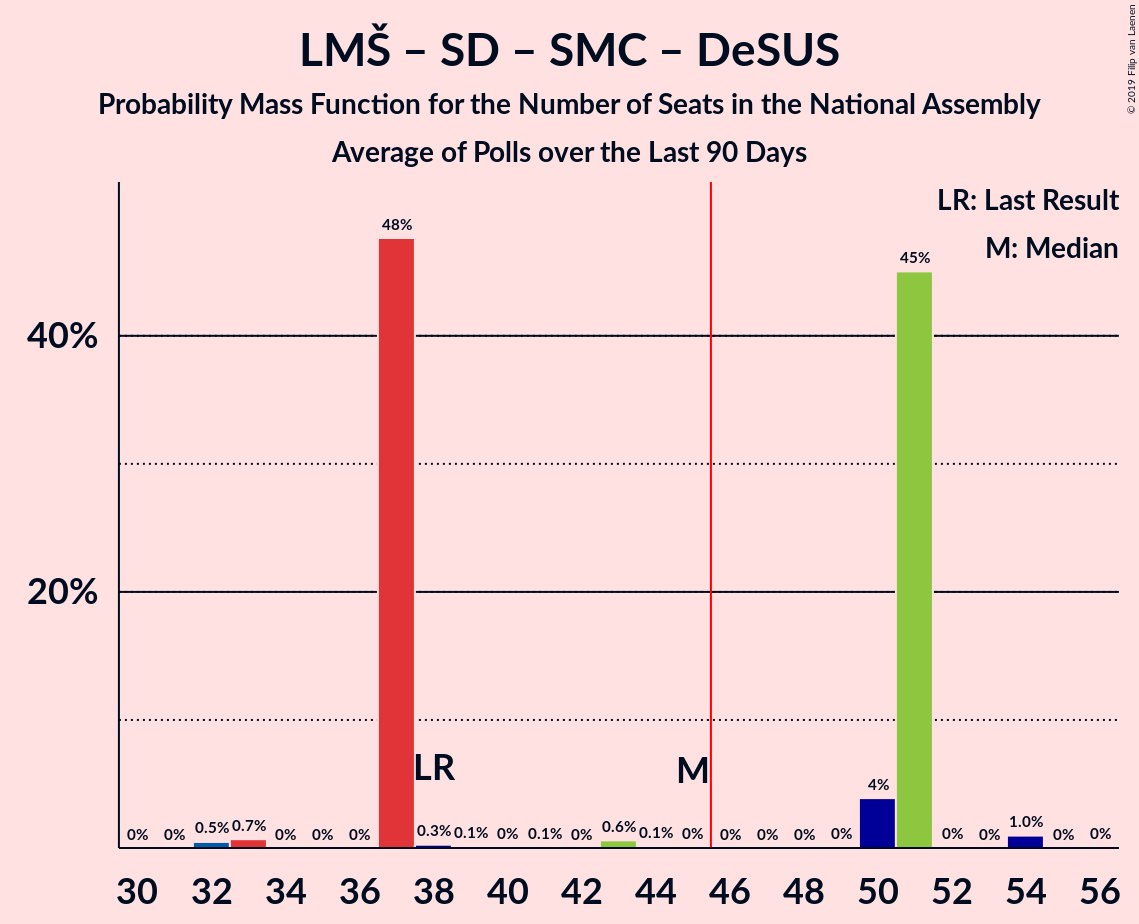 LMŠ – SD – SMC – DeSUS
Probability Mass Function for the Number of Seats in the National Assembly
Average of Polls over the Last 90 Days
© 2019 Filip van Laenen
LR: Last Result
M: Median
48%
45%
40%
20%
LR
M
0% 0% 0.5% 0.7% 0% 0% 0% 0.3% 0.1% 0% 0.1% 0% 0.6% 0.1% 0% 0% 0% 0% 0% 4% 0% 0% 1.0% 0% 0%
30 32 34 36 38 40 42 44 46 48 50 52 54 56